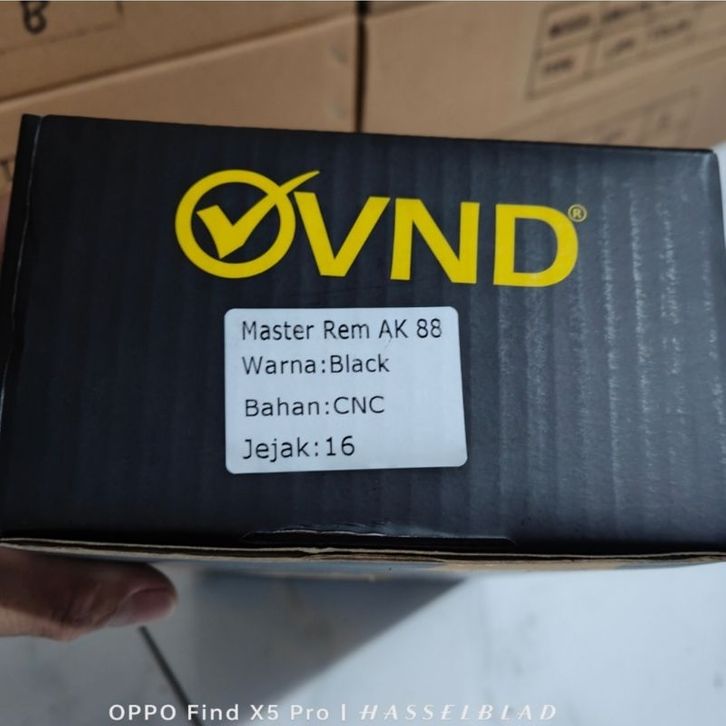 B
VND®
Master Rem AK 88
Warna:Black
Bahan:CNC
Jejak:16
OPPO Find X5 Pro | HASSELBLAD